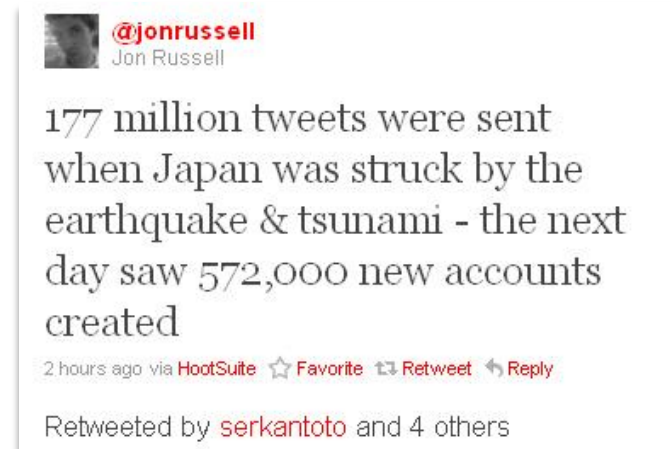 @jonrussell
Jon Russell
177 million tweets were sent
when Japan was struck by the
earthquake & tsunami - the next
day saw 572,000 new accounts
created
2 hours ago via HootSuite Favorite Retweet Reply
Retweeted by serkantoto and 4 others